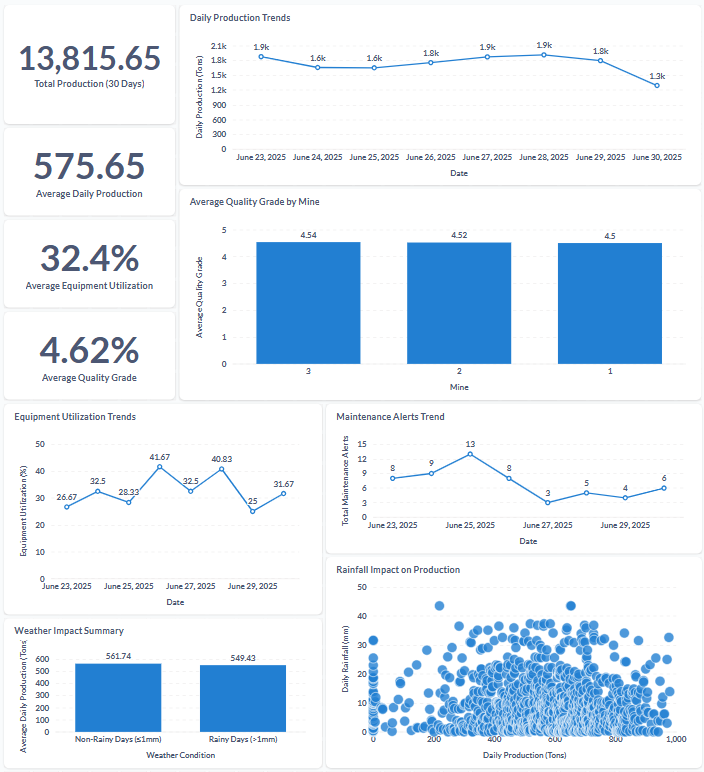 13,815.65
Total Production (30 Days)
575.65
Average Daily Production
32.4%
Average Equipment Utilization
4.62%
Average Quality Grade
Daily Production Trends
Daily Production (Tons)
2.1k
1.8k
1.5k
1.2k
900
600
300
0
1.9k
1.6k
1.6k
1.8k
1.9k
1.9k
1.8k
1.3k
June 23, 2025
June 24, 2025
June 25, 2025
June 26, 2025
June 27, 2025
June 28, 2025
June 29, 2025
June 30, 2025
Date
Average Quality Grade by Mine
Average Quality Grade
5
4
3
2
1
0
4.54
4.52
4.5
3
2
1
Mine
Equipment Utilization Trends
Equipment Utilization (%)
50
40
30
20
10
0
26.67
32.5
28.33
41.67
32.5
40.83
25
31.67
June 23, 2025
June 25, 2025
June 27, 2025
June 29, 2025
Date
Maintenance Alerts Trend
Total Maintenance Alerts
15
12
9
6
3
0
8
9
13
8
3
5
4
6
June 23, 2025
June 25, 2025
June 27, 2025
June 29, 2025
Date
Weather Impact Summary
Average Daily Production (Tons)
600
500
400
300
200
100
0
561.74
549.43
Non-Rainy Days (≤1mm)
Rainy Days (>1mm)
Weather Condition
Rainfall Impact on Production
Daily Rainfall (mm)
50
40
30
20
10
0
0
200
400
600
800
1,000
Daily Production (Tons)